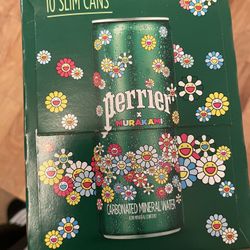 10 SLIM CANS
perrier
X
MURAKAMI
CARBONATED MINERAL WATER